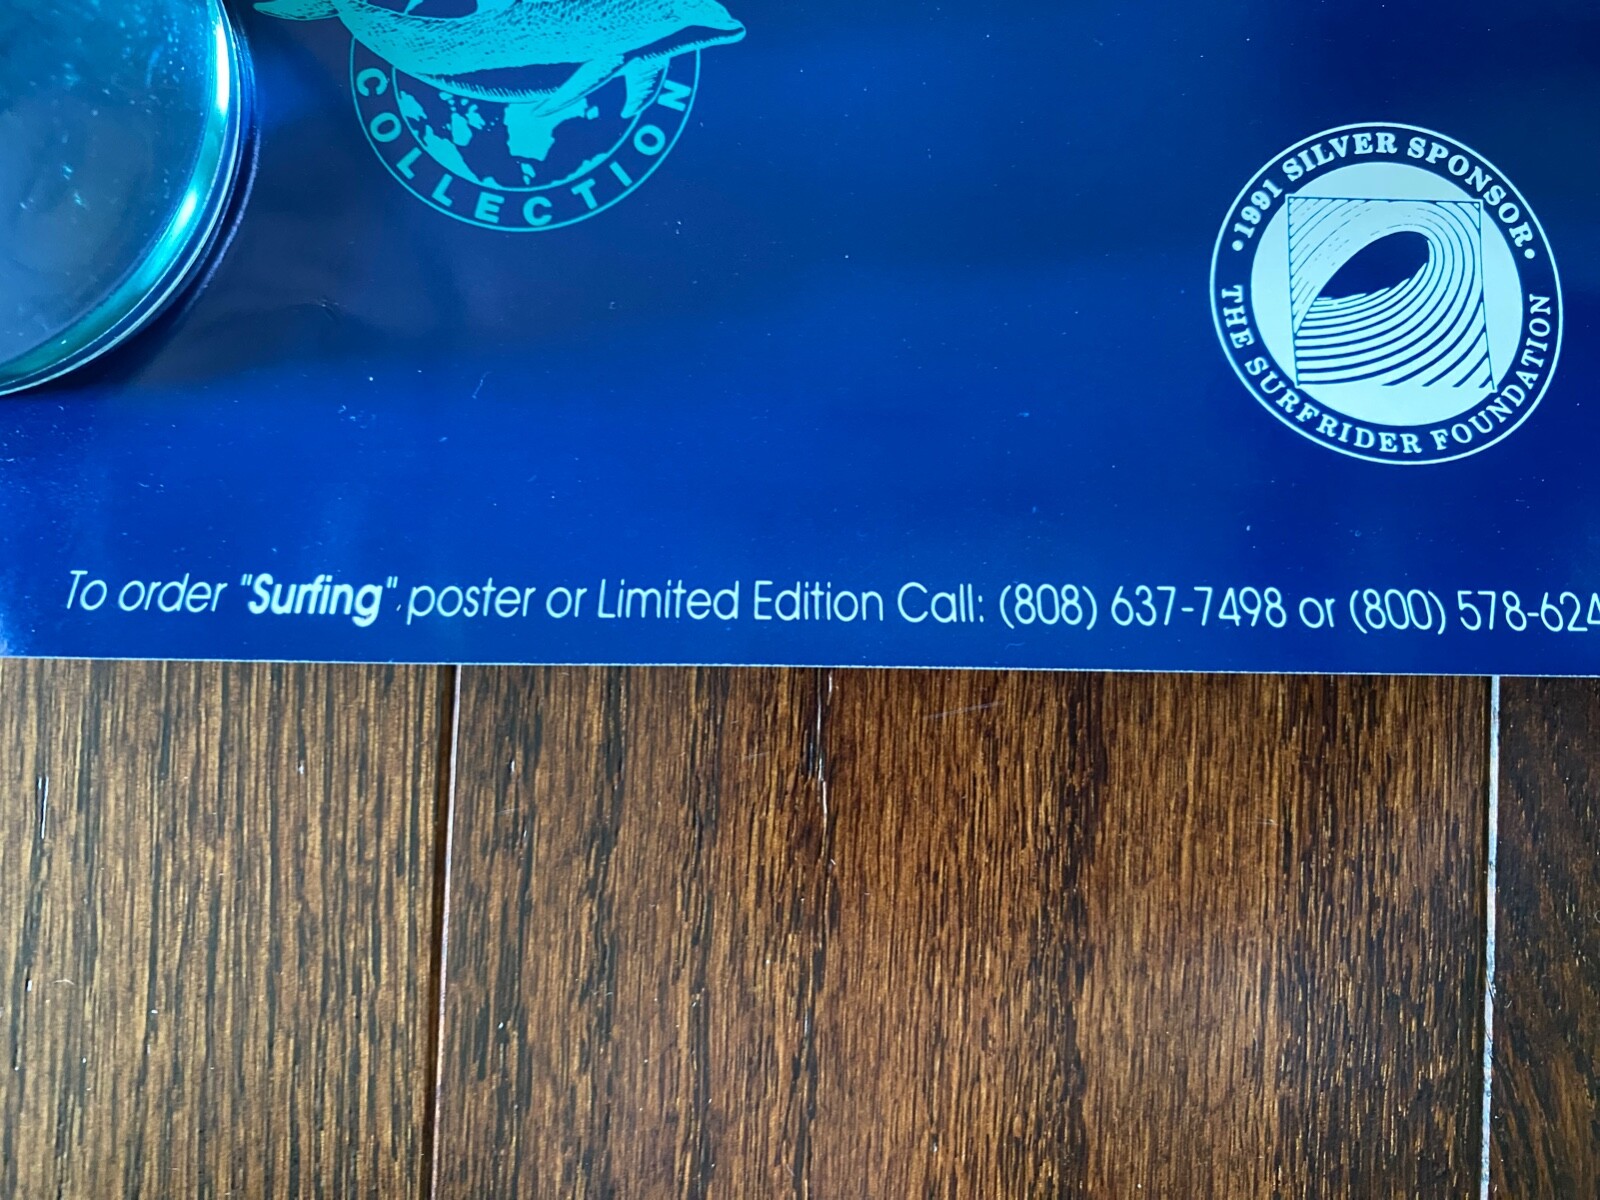 COLLECTION
• 1991 SILVER SPONSOR •
THE SURFRIDER FOUNDATION
To order "Surfing" poster or Limited Edition Call: (808) 637-7498 or (800) 578-624